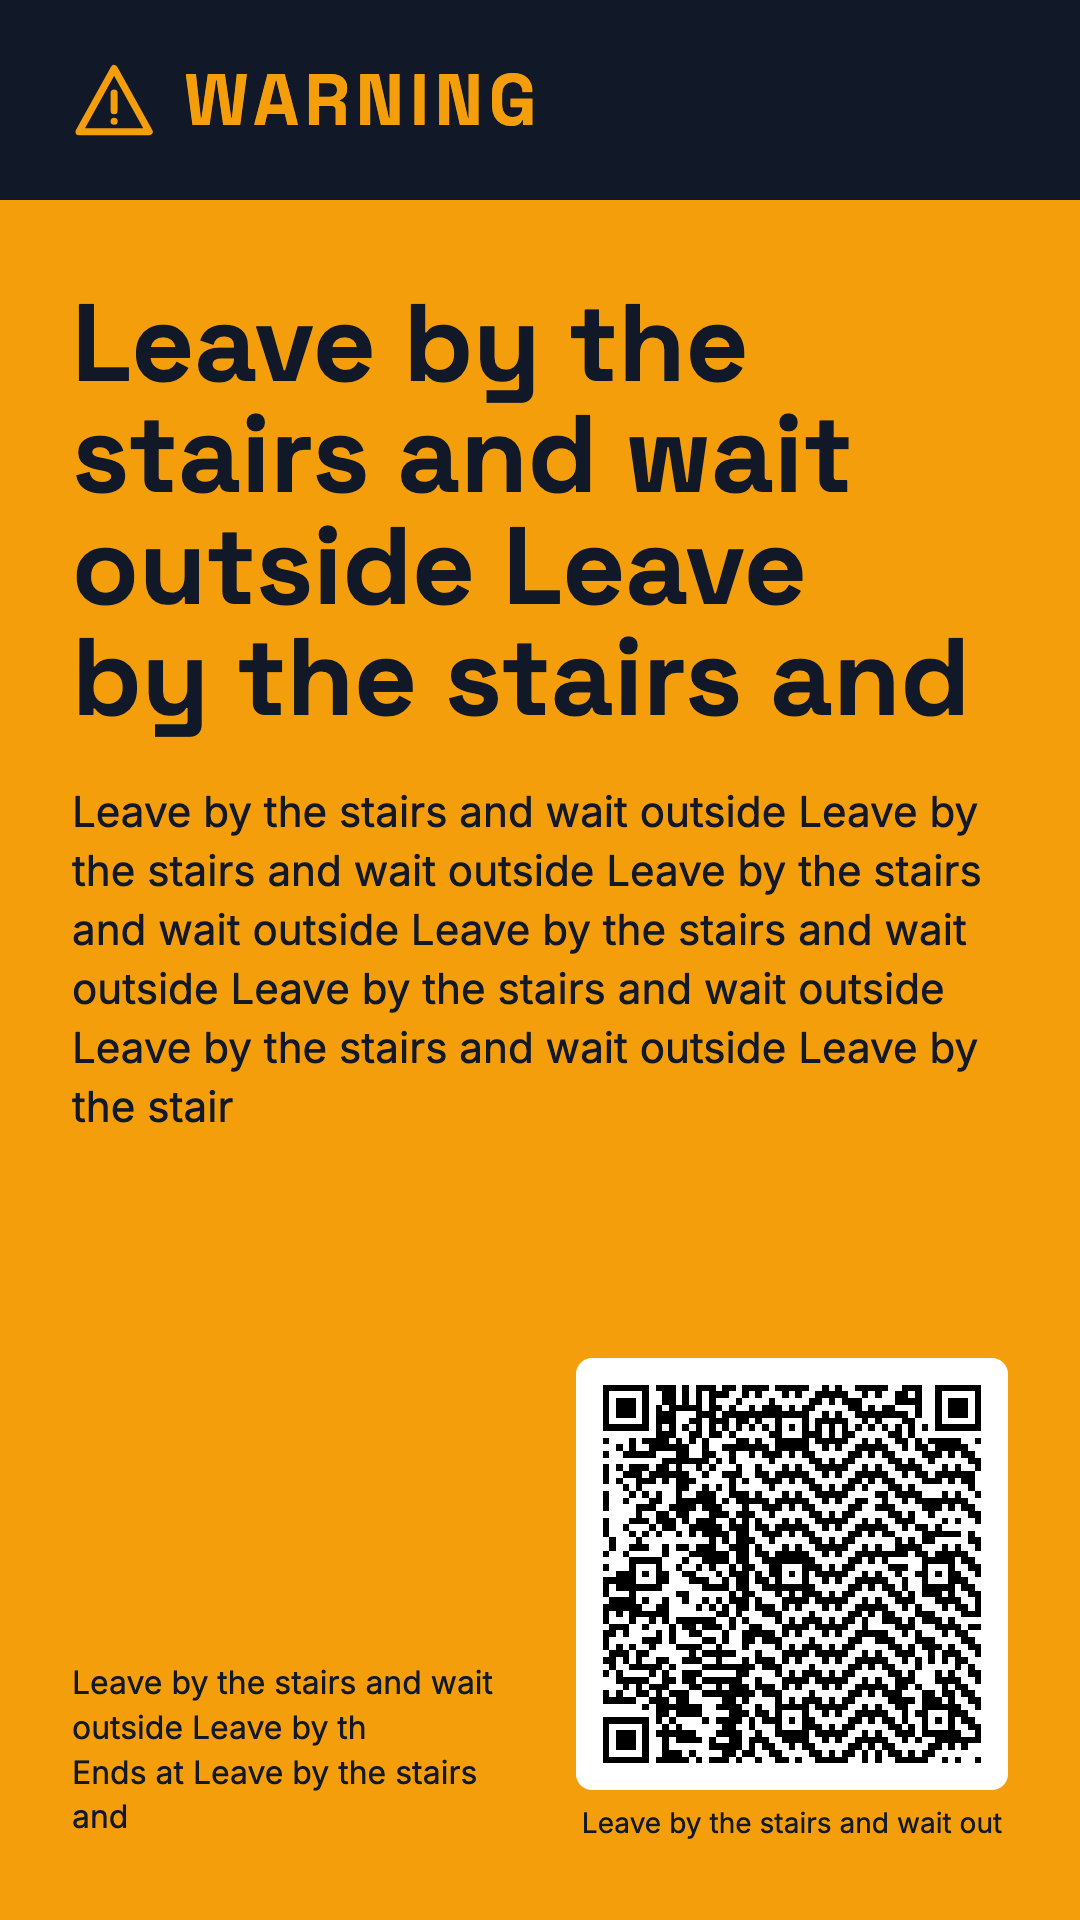 WARNING
Leave by the
stairs and wait
outside Leave
by the stairs and
Leave by the stairs and wait outside Leave by
the stairs and wait outside Leave by the stairs
and wait outside Leave by the stairs and wait
outside Leave by the stairs and wait outside
Leave by the stairs and wait outside Leave by
the stair
Leave by the stairs and wait
outside Leave by th
Ends at Leave by the stairs
and
Leave by the stairs and wait out